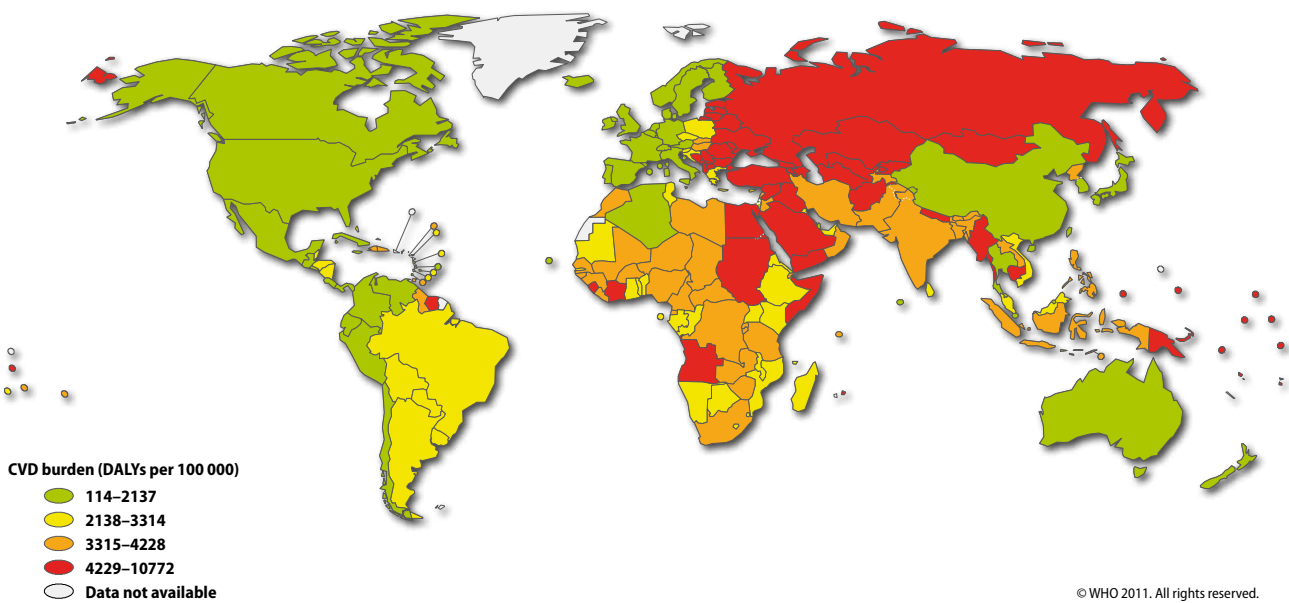 CVD burden (DALYs per 100 000)
114–2137
2138–3314
3315–4228
4229–10772
Data not available
© WHO 2011. All rights reserved.